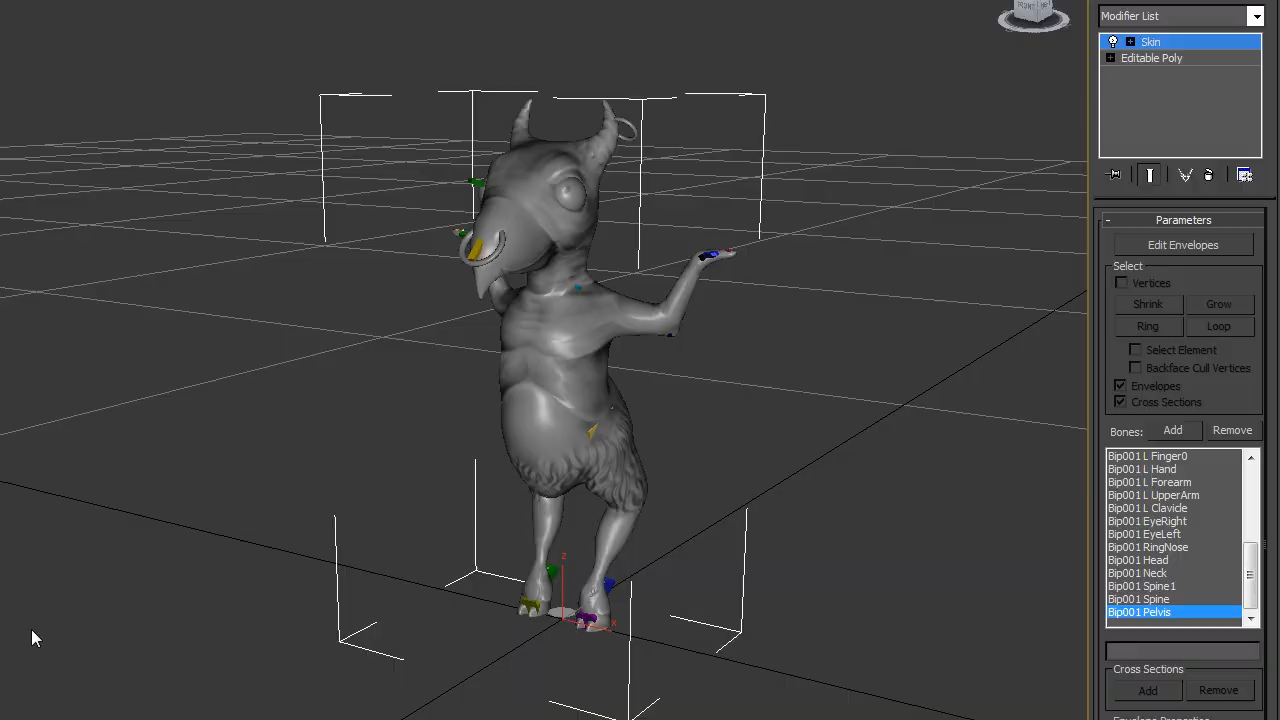 FRONT
Modifier List
Skin
Editable Poly
- Parameters
Edit Envelopes
Select
Vertices
Shrink Grow
Ring Loop
Select Element
Backface Cull Vertices
Envelopes
Cross Sections
Bones: Add Remove
Bip001 L Finger0
Bip001 L Hand
Bip001 L Forearm
Bip001 L UpperArm
Bip001 L Clavicle
Bip001 EyeRight
Bip001 EyeLeft
Bip001 RingNose
Bip001 Head
Bip001 Neck
Bip001 Spine1
Bip001 Spine
Bip001 Pelvis
z
x
Cross Sections
Add Remove